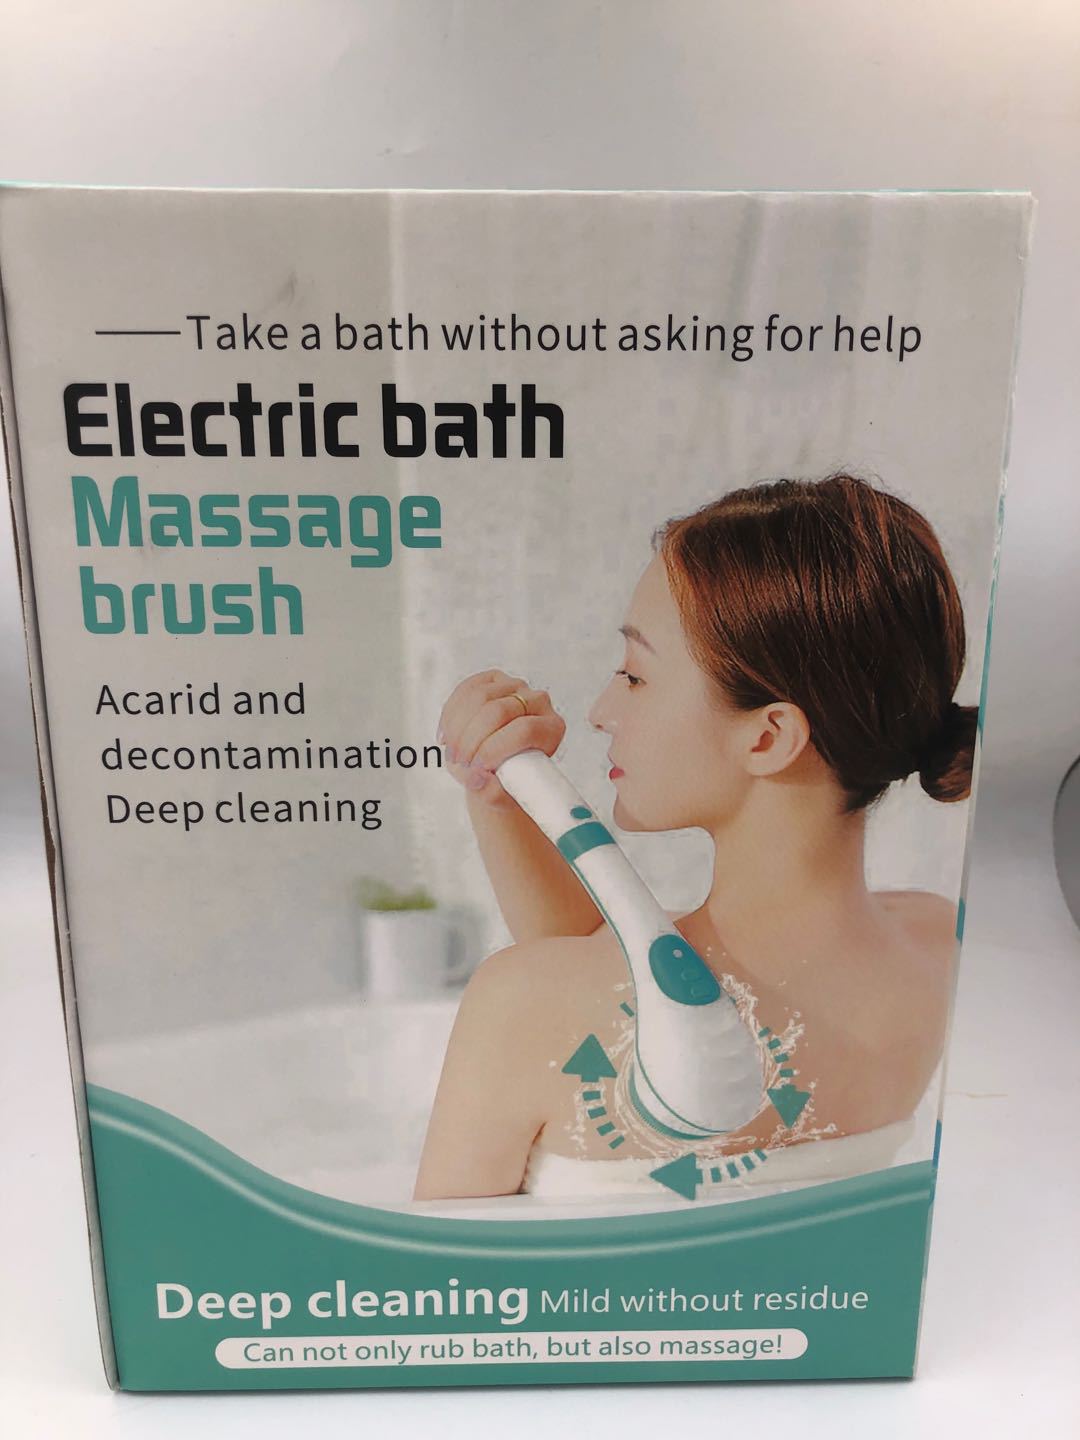 Take a bath without asking for help
Electric bath
Massage
brush
Acarid and
decontamination
Deep cleaning
Deep cleaning Mild without residue
Can not only rub bath, but also massage!